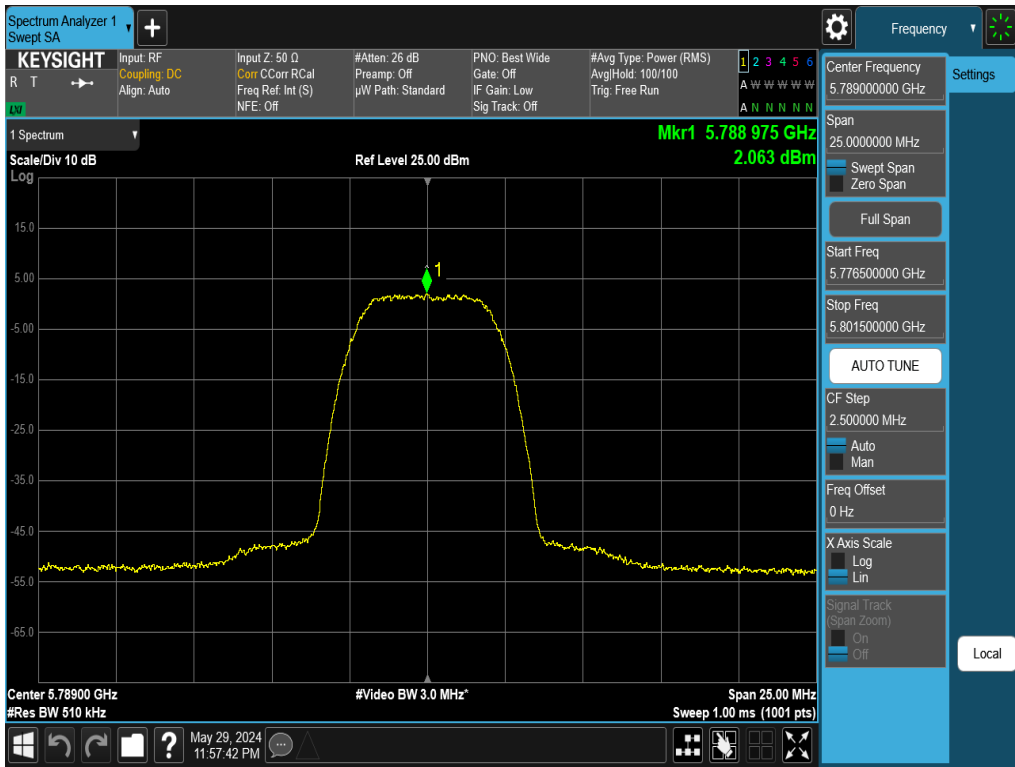 Spectrum Analyzer 1
Swept SA
+
Frequency
KEYSIGHT
R T
LXI
Input: RF
Coupling: DC
Align: Auto
Input Z: 50 Ω
Corr CCorr RCal
Freq Ref: Int (S)
NFE: Off
#Atten: 26 dB
Preamp: Off
µW Path: Standard
PNO: Best Wide
Gate: Off
IF Gain: Low
Sig Track: Off
#Avg Type: Power (RMS)
Avg|Hold: 100/100
Trig: Free Run
1 2 3 4 5 6
A W W W W W
A N N N N N
1 Spectrum
Mkr1 5.788 975 GHz
2.063 dBm
Scale/Div 10 dB
Ref Level 25.00 dBm
Log
15.0
1
5.00
-5.00
-15.0
-25.0
-35.0
-45.0
-55.0
-65.0
Center 5.78900 GHz
#Video BW 3.0 MHz*
Span 25.00 MHz
#Res BW 510 kHz
Sweep 1.00 ms (1001 pts)
Center Frequency
5.789000000 GHz
Settings
Span
25.0000000 MHz
Swept Span
Zero Span
Full Span
Start Freq
5.776500000 GHz
Stop Freq
5.801500000 GHz
AUTO TUNE
CF Step
2.500000 MHz
Auto
Man
Freq Offset
0 Hz
X Axis Scale
Log
Lin
Signal Track
(Span Zoom)
On
Off
Local
?
May 29, 2024
11:57:42 PM